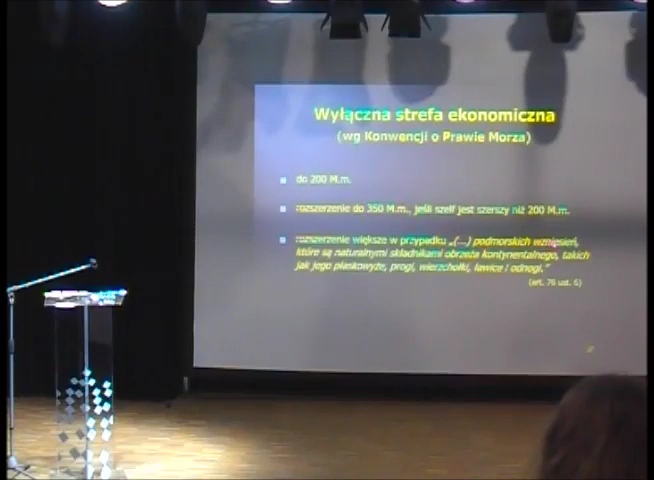 Wyłączna strefa ekonomiczna
(wg Konwencji o Prawie Morza)
do 200 M.m.
rozszerzenie do 350 M.m., jeśli szelf jest szerszy niż 200 M.m.
rozszerzenie większe w przypadku „(...) podmorskich wzniesień,
które są naturalnymi składnikami obrzeża kontynentalnego, takich
jak jego płaskowyże, progi, wierzchołki, ławice i odnogi.”
(art. 76 ust. 6)